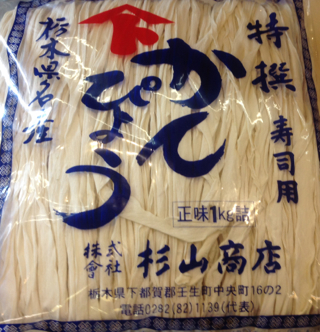 特撰
寿司用
かんぴょう
栃木県名産
正味1kg詰
株式會社 杉山商店
栃木県下都賀郡壬生町中央町16の2
電話0282(82)1139(代表)